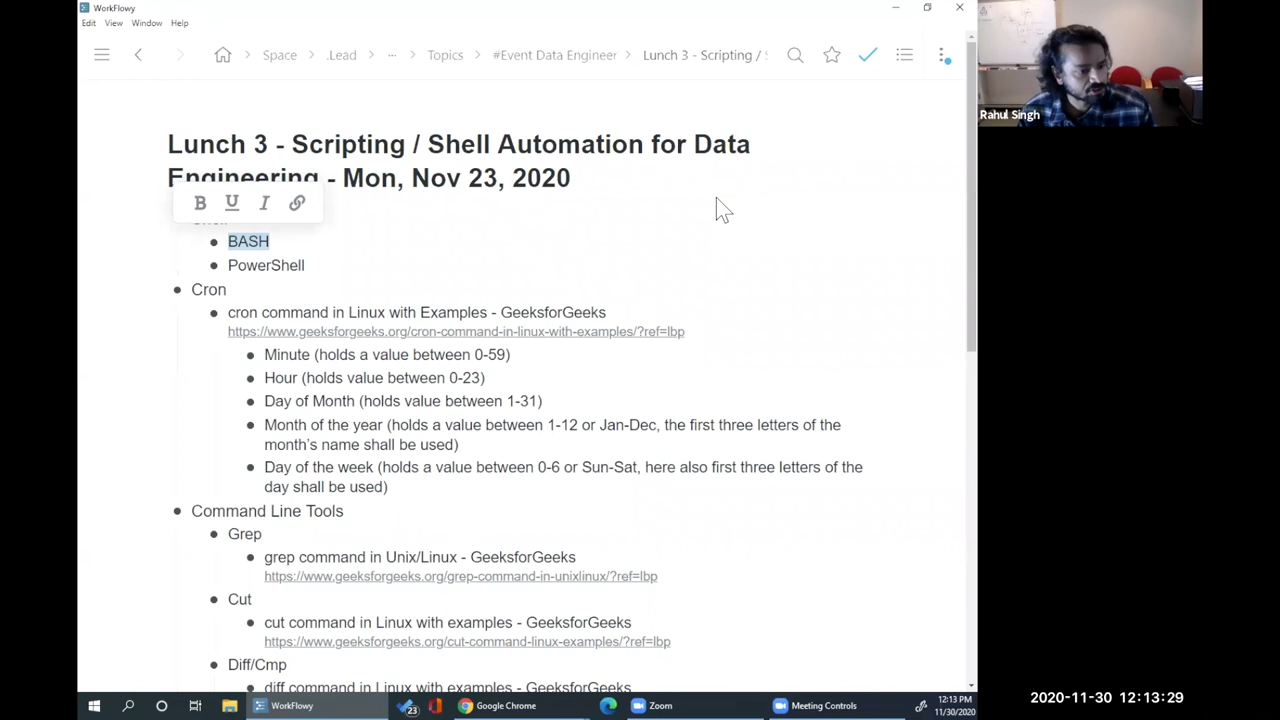 WorkFlowy
Edit View Window Help
Space .Lead ··· Topics #Event Data Engineer Lunch 3 - Scripting /
Lunch 3 - Scripting / Shell Automation for Data
Engineering - Mon, Nov 23, 2020
B U I
BASH
PowerShell
Cron
cron command in Linux with Examples - GeeksforGeeks
https://www.geeksforgeeks.org/cron-command-in-linux-with-examples/?ref=lbp
Minute (holds a value between 0-59)
Hour (holds value between 0-23)
Day of Month (holds value between 1-31)
Month of the year (holds a value between 1-12 or Jan-Dec, the first three letters of the
month's name shall be used)
Day of the week (holds a value between 0-6 or Sun-Sat, here also first three letters of the
day shall be used)
Command Line Tools
Grep
grep command in Unix/Linux - GeeksforGeeks
https://www.geeksforgeeks.org/grep-command-in-unixlinux/?ref=lbp
Cut
cut command in Linux with examples - GeeksforGeeks
https://www.geeksforgeeks.org/cut-command-linux-examples/?ref=lbp
Diff/Cmp
diff command in Linux with examples - GeeksforGeeks
WorkFlowy
23
Google Chrome
Zoom
Meeting Controls
12:13 PM
11/30/2020
Rahul Singh
2020-11-30 12:13:29